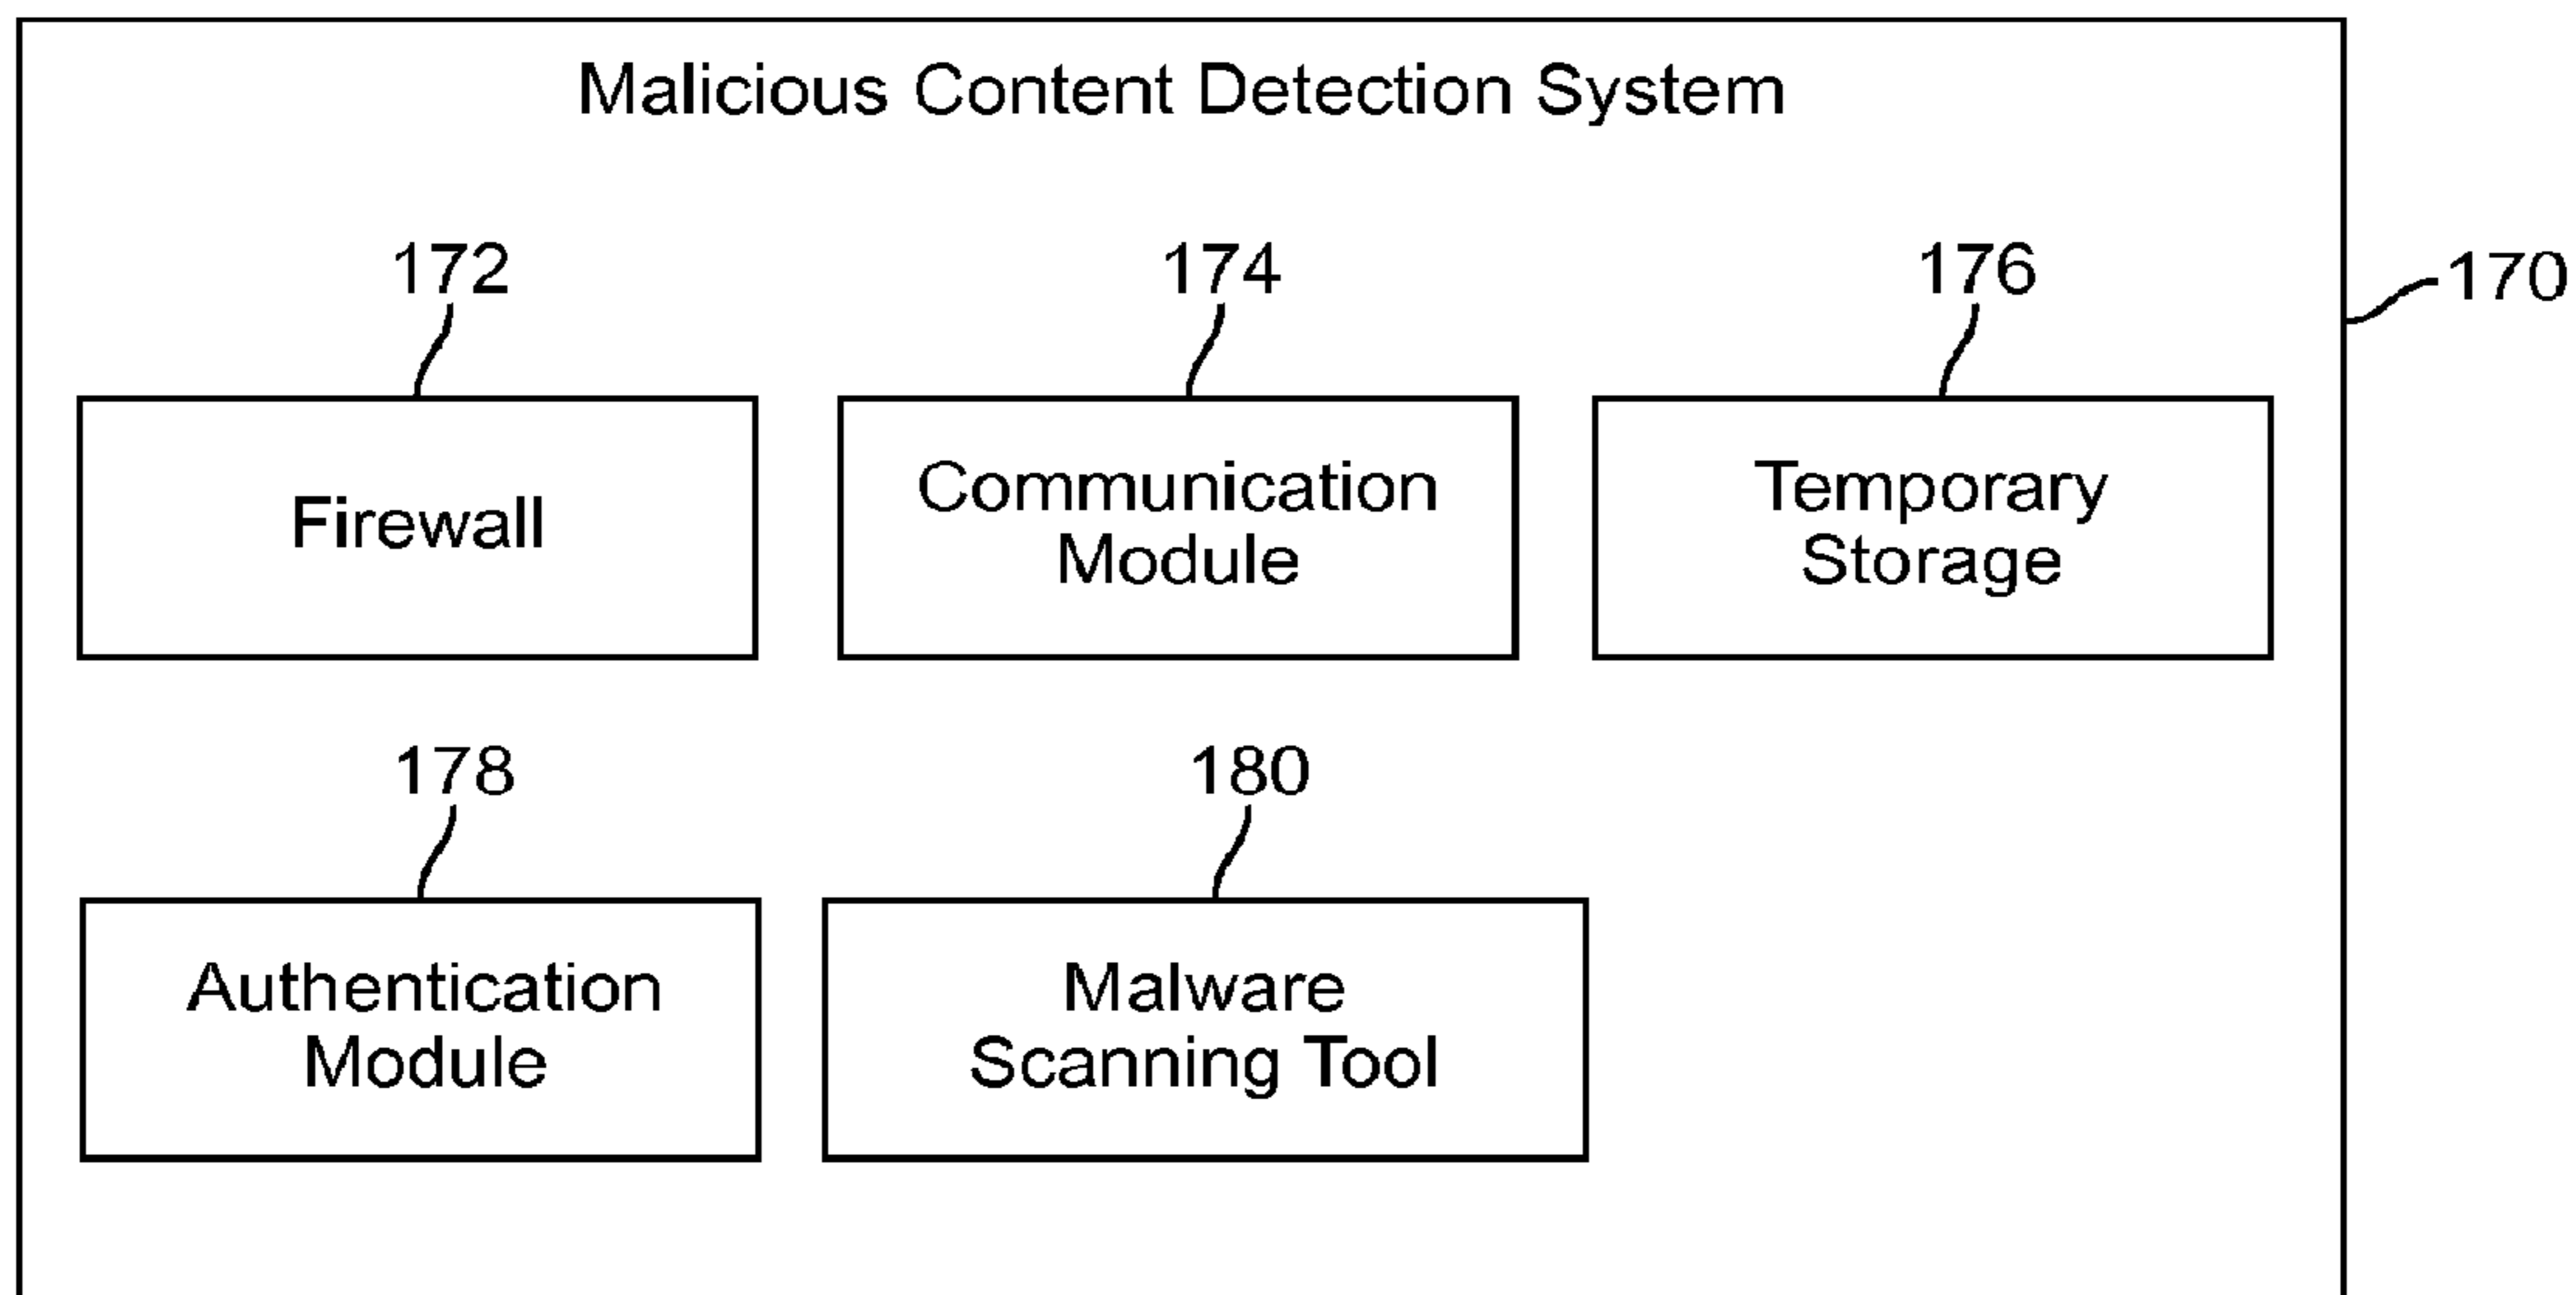 Malicious Content Detection System
172
174
176
170
Firewall
Communication
Module
Temporary
Storage
178
180
Authentication
Module
Malware
Scanning Tool